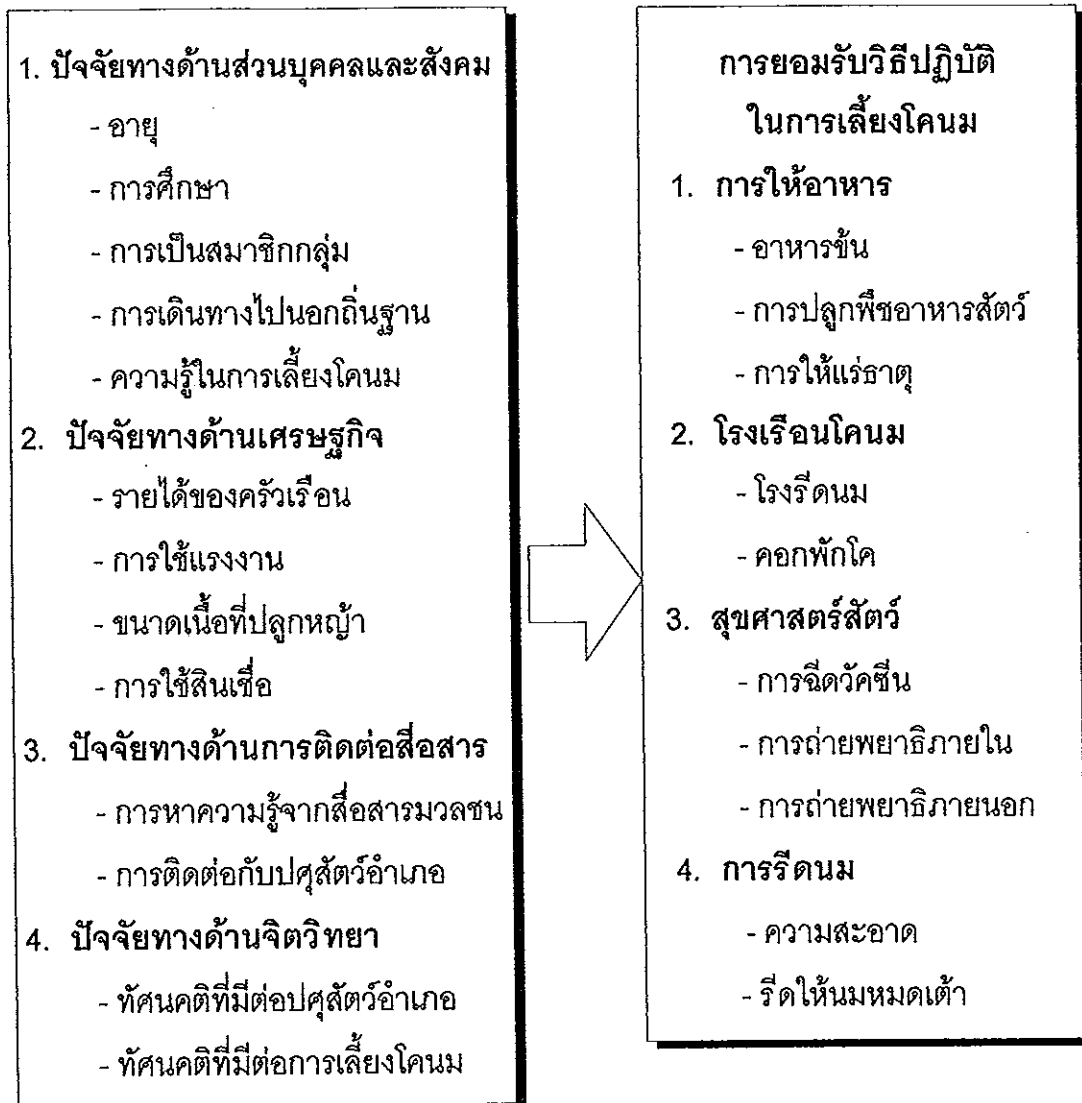 1. ปัจจัยทางด้านส่วนบุคคลและสังคม
- อายุ
- การศึกษา
- การเป็นสมาชิกกลุ่ม
- การเดินทางไปนอกถิ่นฐาน
- ความรู้ในการเลี้ยงโคนม
2. ปัจจัยทางด้านเศรษฐกิจ
- รายได้ของครัวเรือน
- การใช้แรงงาน
- ขนาดเนื้อที่ปลูกหญ้า
- การใช้สินเชื่อ
3. ปัจจัยทางด้านการติดต่อสื่อสาร
- การหาความรู้จากสื่อสารมวลชน
- การติดต่อกับปศุสัตว์อำเภอ
4. ปัจจัยทางด้านจิตวิทยา
- ทัศนคติที่มีต่อปศุสัตว์อำเภอ
- ทัศนคติที่มีต่อการเลี้ยงโคนม
การยอมรับวิธีปฏิบัติ
ในการเลี้ยงโคนม
1. การให้อาหาร
- อาหารข้น
- การปลูกพืชอาหารสัตว์
- การให้แร่ธาตุ
2. โรงเรือนโคนม
- โรงรีดนม
- คอกพักโค
3. สุขศาสตร์สัตว์
- การฉีดวัคซีน
- การถ่ายพยาธิภายใน
- การถ่ายพยาธิภายนอก
4. การรีดนม
- ความสะอาด
- รีดให้นมหมดเต้า